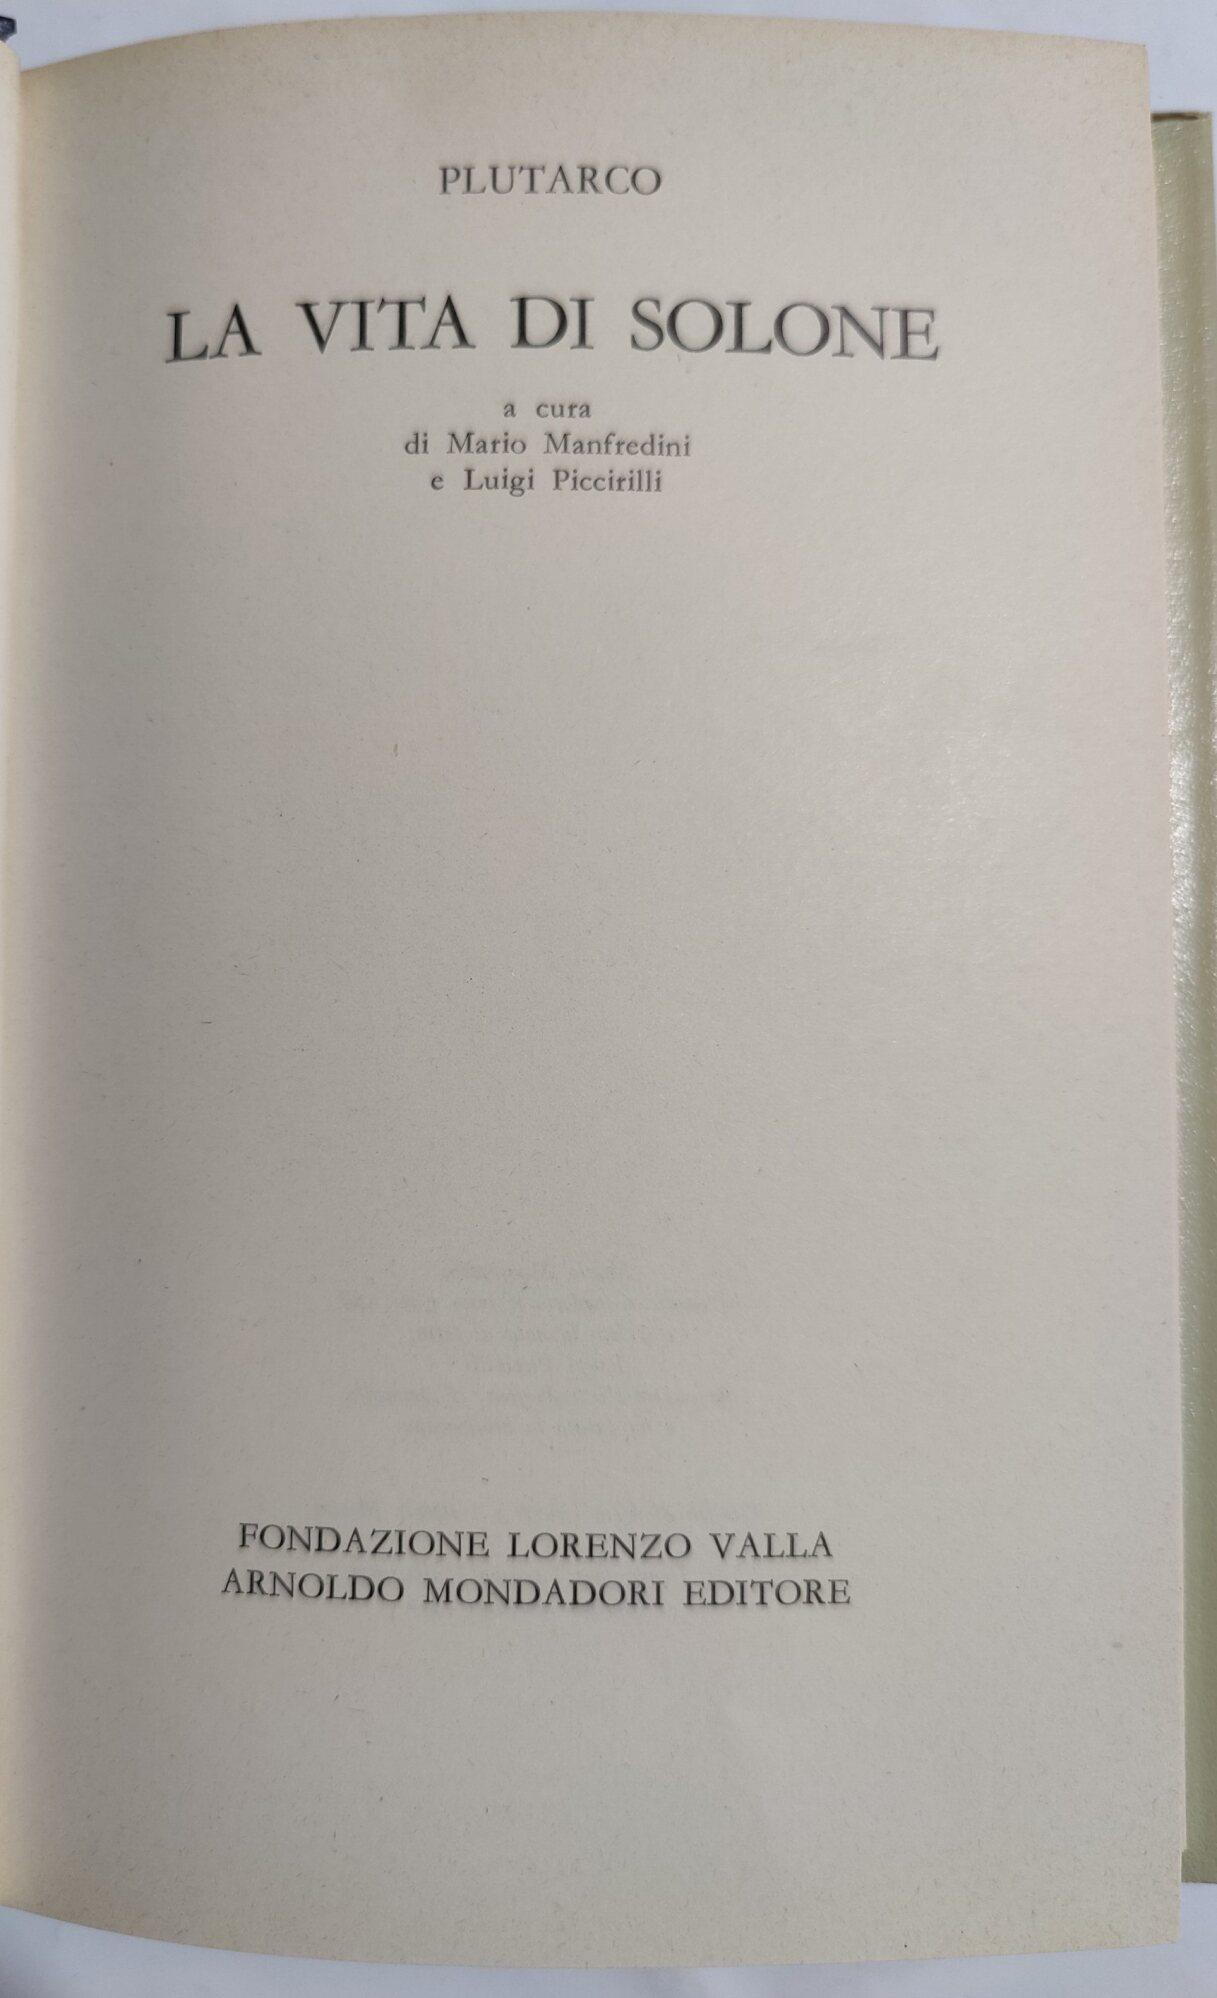 PLUTARCO
LA VITA DI SOLONE
a cura
di Mario Manfredini
e Luigi Piccirilli
FONDAZIONE LORENZO VALLA
ARNOLDO MONDADORI EDITORE